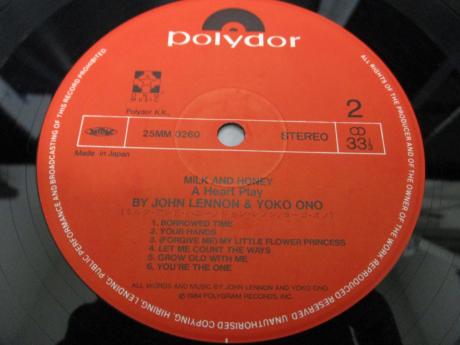 polydor
ALL RIGHTS OF THE PRODUCER AND OF THE OWNER OF THE RECORDED WORK RESERVED UNAUTHORISED COPYING, HIRING, LENDING, PUBLIC PERFORMANCE AND BROADCASTING OF THIS RECORD PROHIBITED.
Polydor K.K.
2
25MM 0260
STEREO
33⅓
Made in Japan
MILK AND HONEY
A Heart Play
BY JOHN LENNON & YOKO ONO
1. BORROWED TIME
2. YOUR HANDS
3. (FORGIVE ME) MY LITTLE FLOWER PRINCESS
4. LET ME COUNT THE WAYS
5. GROW OLD WITH ME
6. YOU'RE THE ONE
ALL WORDS AND MUSIC BY JOHN LENNON AND YOKO ONO
℗ 1984 POLYGRAM RECORDS INC.